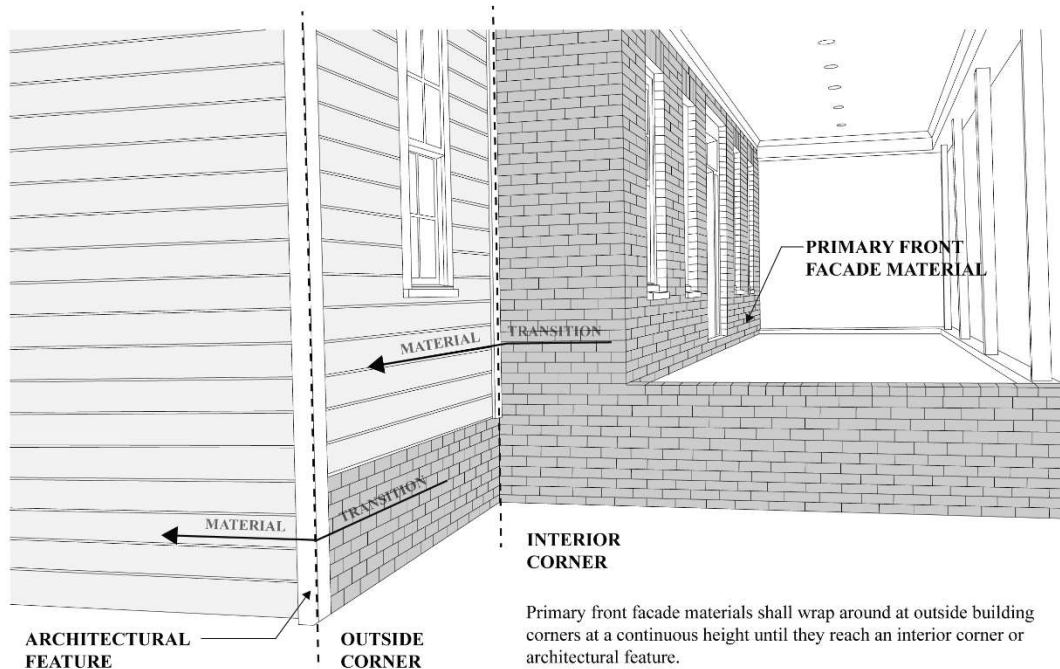 PRIMARY FRONT
FACADE MATERIAL
MATERIAL TRANSITION
MATERIAL TRANSITION
INTERIOR
CORNER
ARCHITECTURAL
FEATURE
OUTSIDE
CORNER
Primary front facade materials shall wrap around at outside building
corners at a continuous height until they reach an interior corner or
architectural feature.